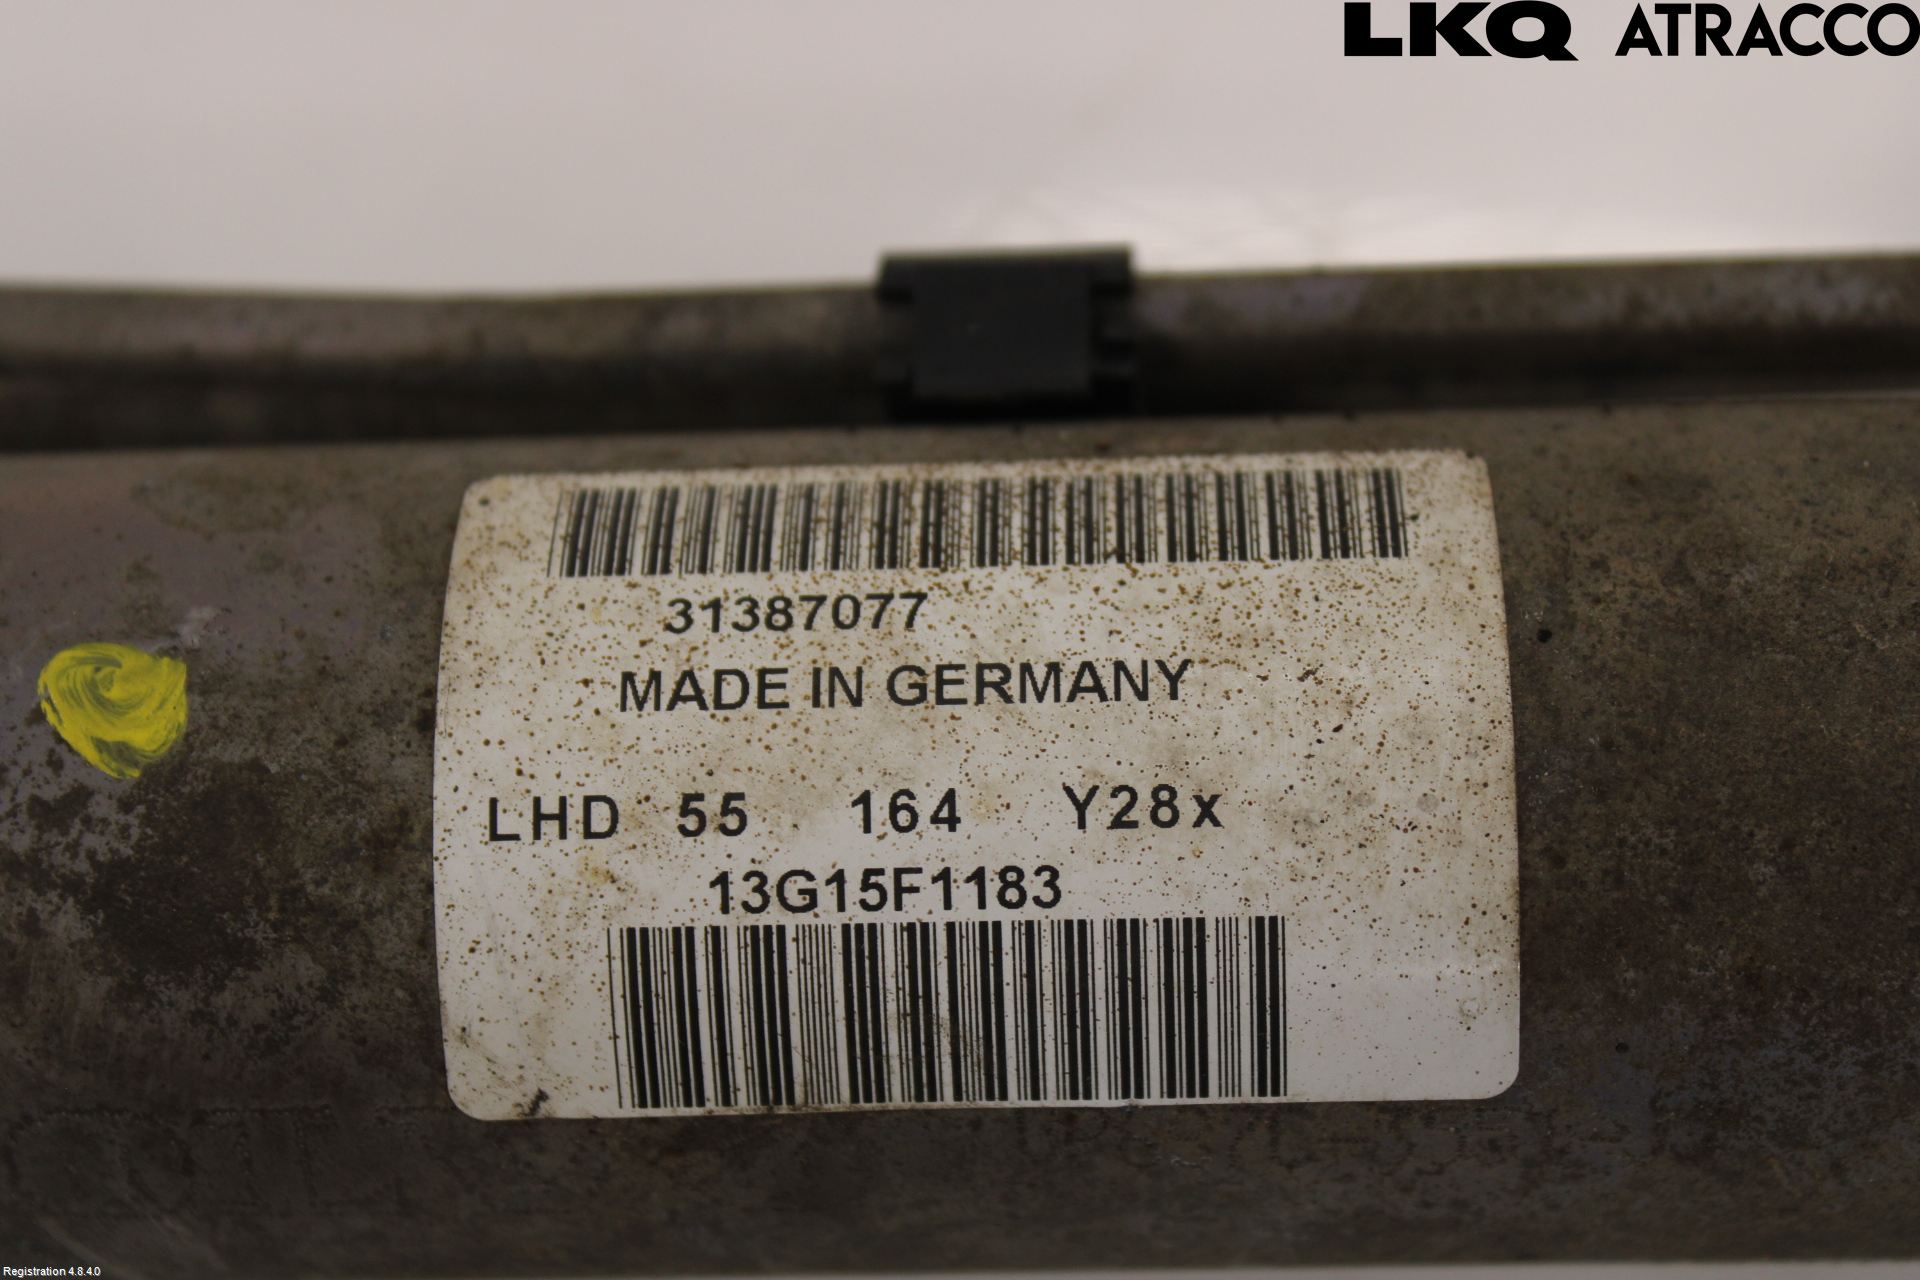 LKQ ATRACCO
31387077
MADE IN GERMANY
LHD 55 164 Y28x
13G15F1183
Registration 4.8.4.0